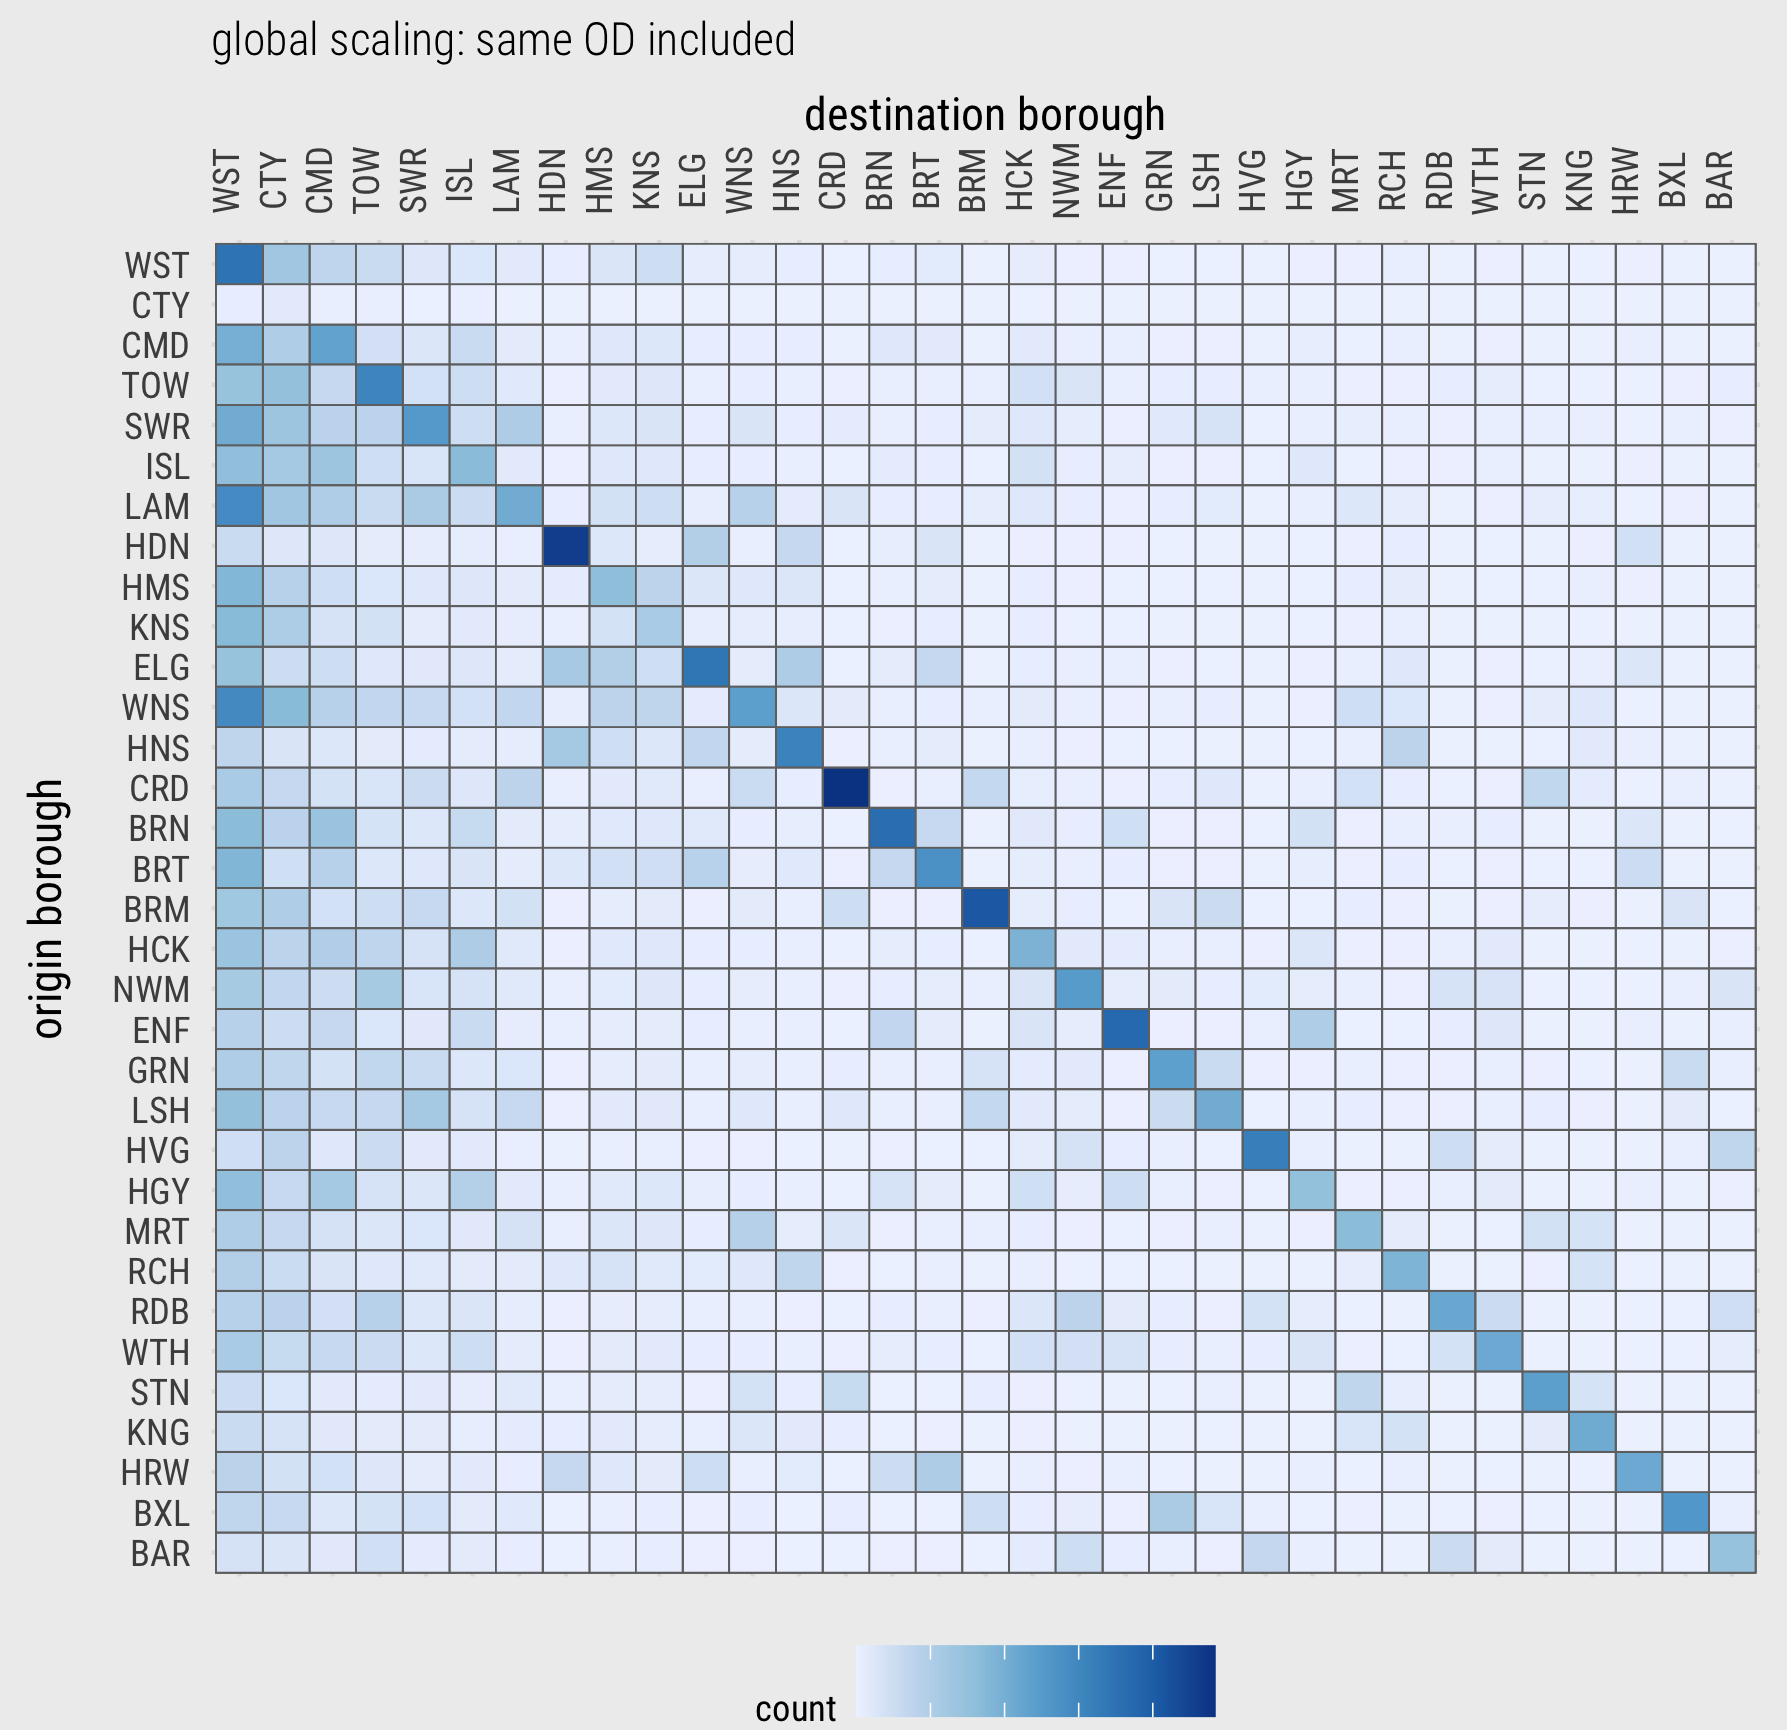 global scaling: same OD included
destination borough
WST CTY CMD TOW SWR ISL LAM HDN HMS KNS ELG WNS HNS CRD BRN BRT BRM HCK NWM ENF GRN LSH HVG HGY MRT RCH RDB WTH STN KNG HRW BXL BAR
origin borough
WST
CTY
CMD
TOW
SWR
ISL
LAM
HDN
HMS
KNS
ELG
WNS
HNS
CRD
BRN
BRT
BRM
HCK
NWM
ENF
GRN
LSH
HVG
HGY
MRT
RCH
RDB
WTH
STN
KNG
HRW
BXL
BAR
count